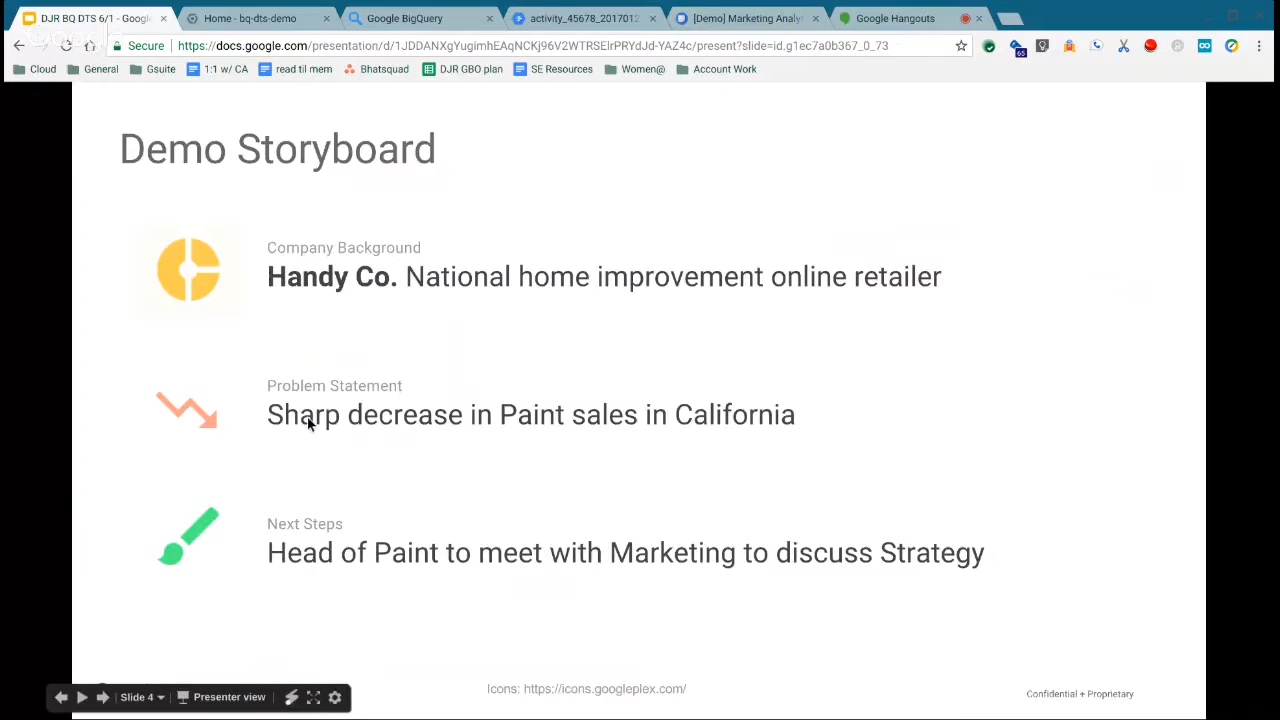 DJR BQ DTS 6/1 - Googl
Home - bq-dts-demo
Google BigQuery
activity_45678_2017012
[Demo] Marketing Analyt
Google Hangouts
Secure
https://docs.google.com/presentation/d/1JDDANXgYugimhEAqNCKj96V/2WTRSElrPRYdJd-YAZ4c/present?slide=id.g1ec7a0b367_0_73
65
Cloud
General
Gsuite
1:1 w/ CA
read til mem
Bhatsquad
DJR GBO plan
SE Resources
Women@
Account Work
Demo Storyboard
Company Background
Handy Co. National home improvement online retailer
Problem Statement
Sharp decrease in Paint sales in California
Next Steps
Head of Paint to meet with Marketing to discuss Strategy
Slide 4
Presenter view
Icons: https://icons.googleplex.com/
Confidential + Proprietary